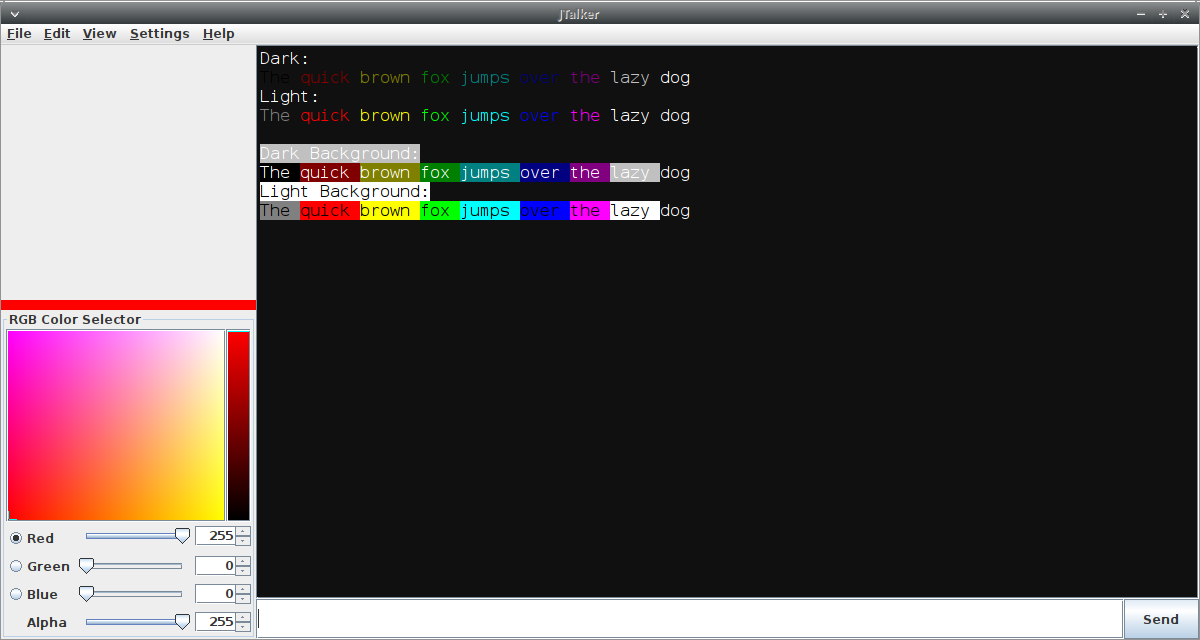 JTalker
File Edit View Settings Help
Dark:
The quick brown fox jumps over the lazy dog
Light:
The quick brown fox jumps over the lazy dog
Dark Background:
The quick brown fox jumps over the lazy dog
Light Background:
The quick brown fox jumps over the lazy dog
RGB Color Selector
Red 255
Green 0
Blue 0
Alpha 255
Send